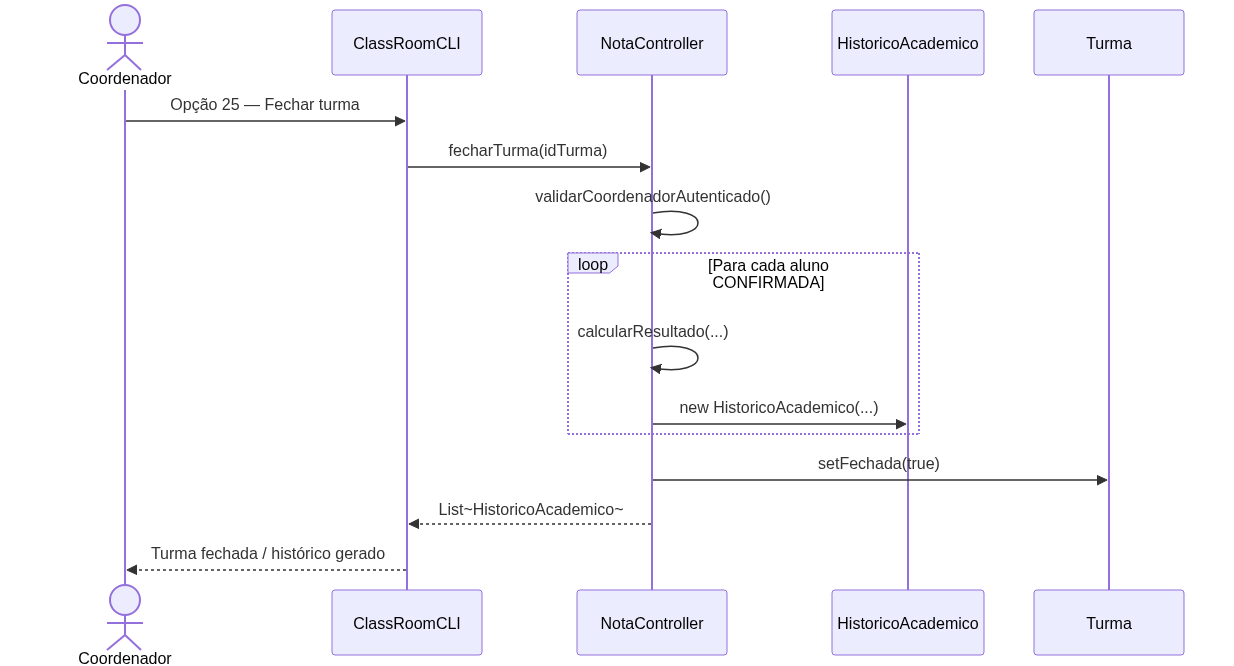 Coordenador
ClassRoomCLI
NotaController
HistoricoAcademico
Turma
Opção 25 — Fechar turma
fecharTurma(idTurma)
validarCoordenadorAutenticado()
loop
[Para cada aluno
CONFIRMADA]
calcularResultado(...)
new HistoricoAcademico(...)
setFechada(true)
List~HistoricoAcademico~
Turma fechada / histórico gerado
Coordenador
ClassRoomCLI
NotaController
HistoricoAcademico
Turma